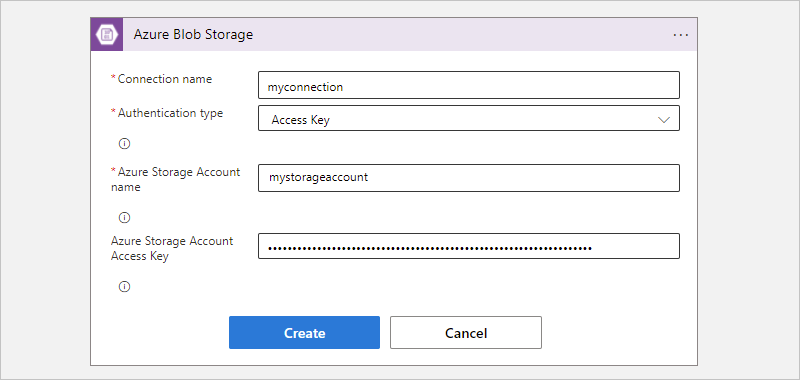 Azure Blob Storage
...
* Connection name
myconnection
* Authentication type
Access Key
* Azure Storage Account
name
mystorageaccount
Azure Storage Account
Access Key
••••••••••••••••••••••••••••••••••••••••••••••••••••••••••••••••••
Create
Cancel